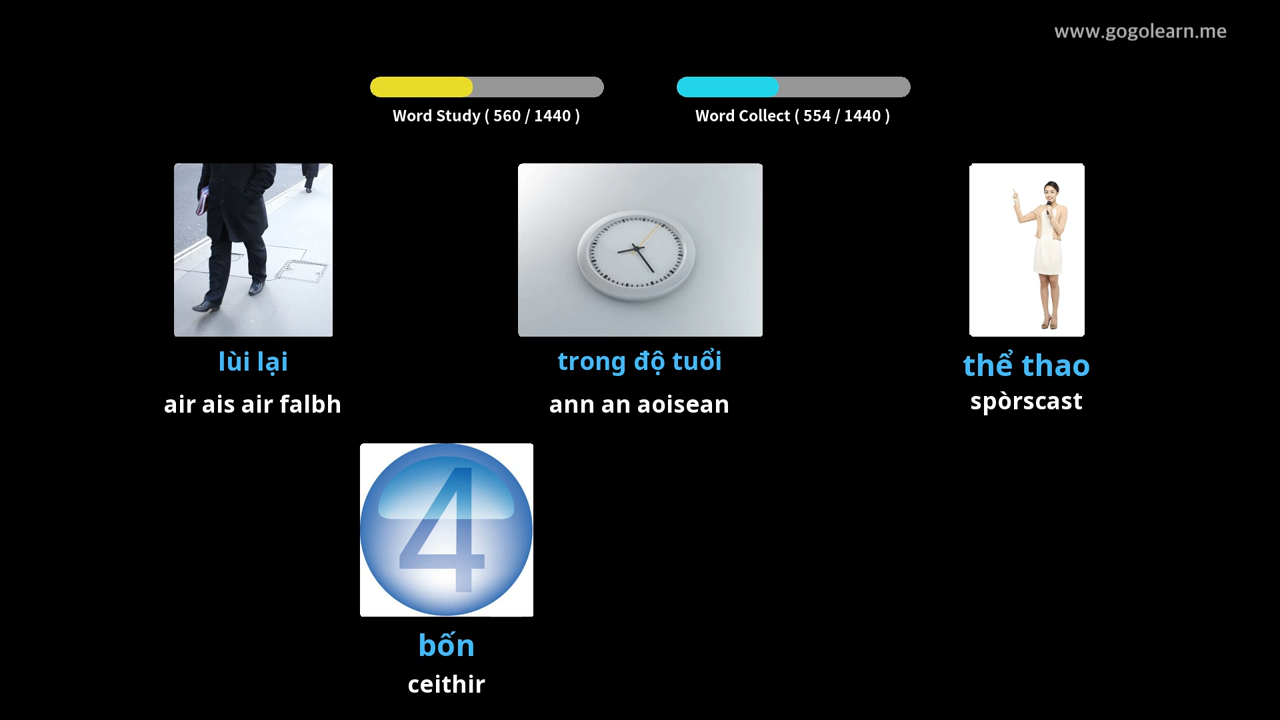 www.gogolearn.me
Word Study ( 560 / 1440 )
Word Collect ( 554 / 1440 )
lùi lại
trong độ tuổi
thể thao
air ais air falbh
ann an aoisean
spòrscast
4
bốn
ceithir